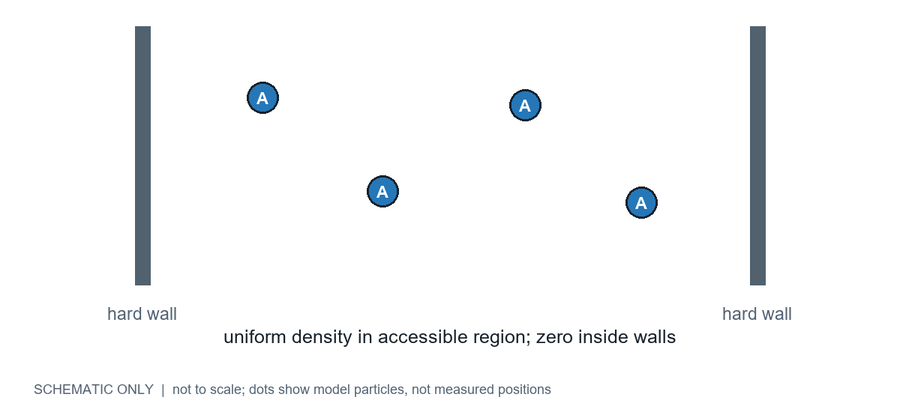 A
A
A
A
hard wall
hard wall
uniform density in accessible region; zero inside walls
SCHEMATIC ONLY | not to scale; dots show model particles, not measured positions